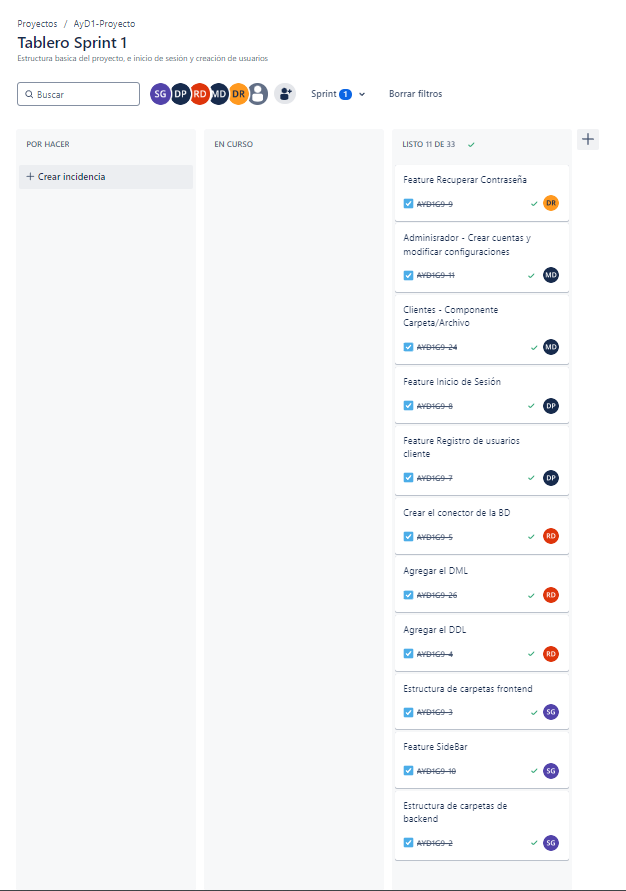 Proyectos / AyD1-Proyecto
Tablero Sprint 1
Estructura basica del proyecto, e inicio de sesión y creación de usuarios
Buscar
SG DP RD MD DR
Sprint 1
Borrar filtros
POR HACER
+ Crear incidencia
EN CURSO
LISTO 11 DE 33
Feature Recuperar Contraseña
AYD1G9-9
DR
Adminisrador - Crear cuentas y
modificar configuraciones
AYD1G9-11
MD
Clientes - Componente
Carpeta/Archivo
AYD1G9-24
MD
Feature Inicio de Sesión
AYD1G9-8
DP
Feature Registro de usuarios
cliente
AYD1G9-7
DP
Crear el conector de la BD
AYD1G9-5
RD
Agregar el DML
AYD1G9-26
RD
Agregar el DDL
AYD1G9-4
RD
Estructura de carpetas frontend
AYD1G9-3
SG
Feature SideBar
AYD1G9-10
SG
Estructura de carpetas de
backend
AYD1G9-2
SG